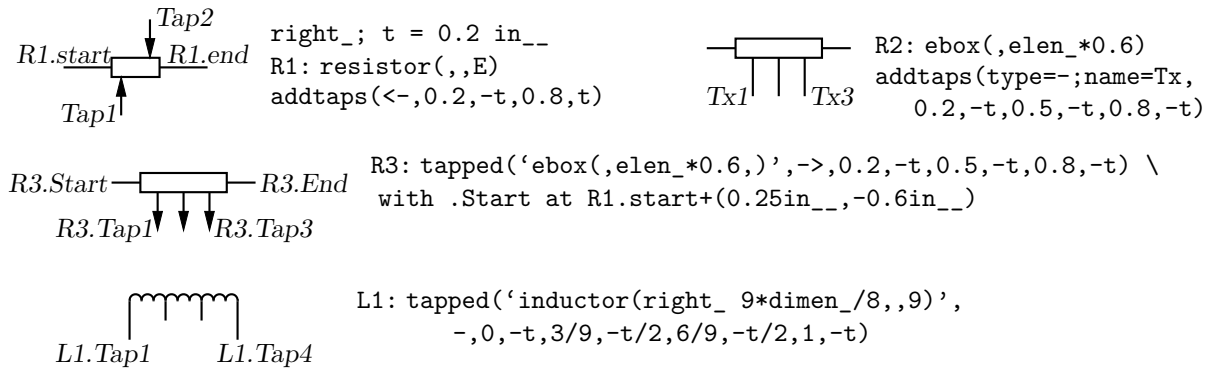 Tap2
R1.start R1.end
Tap1
right_; t = 0.2 in__
R1: resistor(,,E)
addtaps(<-,0.2,-t,0.8,t)
Tx1 Tx3
R2: ebox(,elen_*0.6)
addtaps(type=-;name=Tx,
0.2,-t,0.5,-t,0.8,-t)
R3.Start R3.End
R3.Tap1 R3.Tap3
R3: tapped(‘ebox(,elen_*0.6,)’,->,0.2,-t,0.5,-t,0.8,-t) \
with .Start at R1.start+(0.25in__,-0.6in__)
L1.Tap1 L1.Tap4
L1: tapped(‘inductor(right_ 9*dimen_/8,,9)’,
-,0,-t,3/9,-t/2,6/9,-t/2,1,-t)